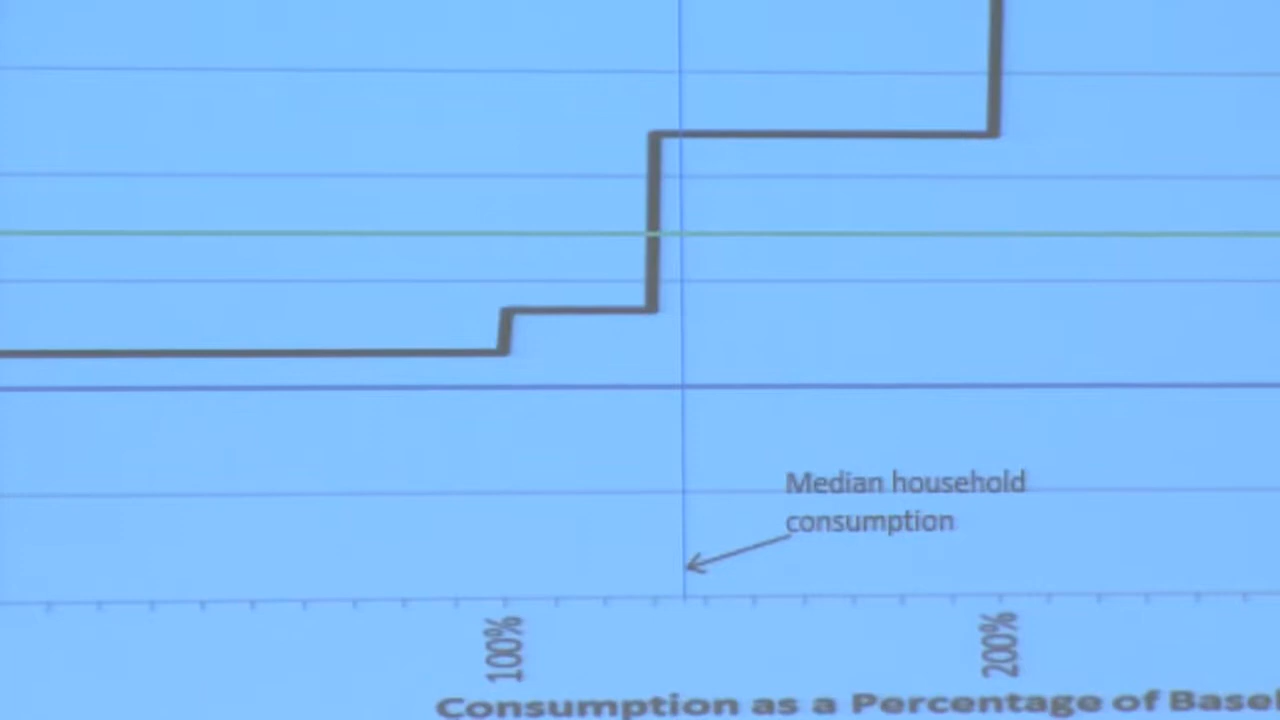 Median household
consumption
100%
200%
Consumption as a Percentage of